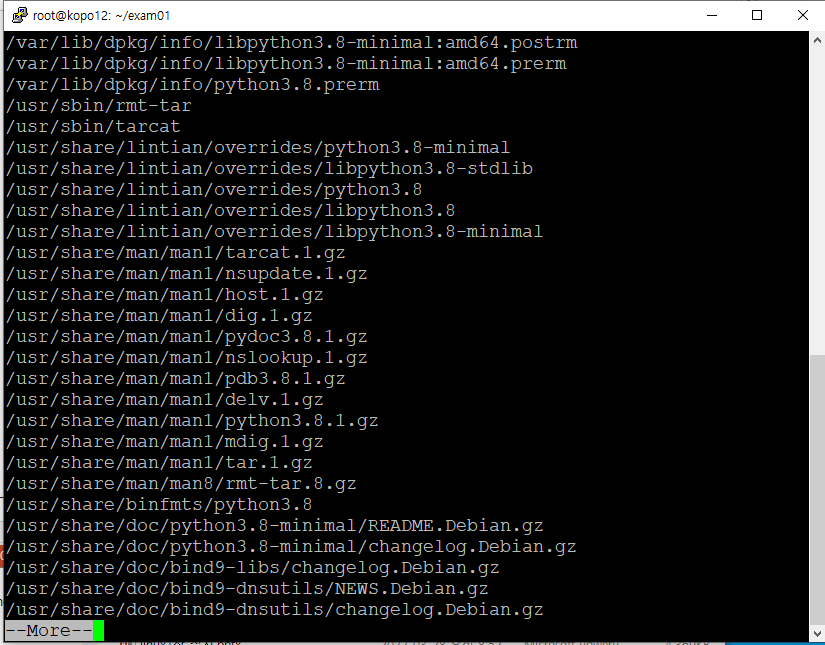 root@kopo12: ~/exam01
/var/lib/dpkg/info/libpython3.8-minimal:amd64.postrm
/var/lib/dpkg/info/libpython3.8-minimal:amd64.prerm
/var/lib/dpkg/info/python3.8.prerm
/usr/sbin/rmt-tar
/usr/sbin/tarcat
/usr/share/lintian/overrides/python3.8-minimal
/usr/share/lintian/overrides/libpython3.8-stdlib
/usr/share/lintian/overrides/python3.8
/usr/share/lintian/overrides/libpython3.8
/usr/share/lintian/overrides/libpython3.8-minimal
/usr/share/man/man1/tarcat.1.gz
/usr/share/man/man1/nsupdate.1.gz
/usr/share/man/man1/host.1.gz
/usr/share/man/man1/dig.1.gz
/usr/share/man/man1/pydoc3.8.1.gz
/usr/share/man/man1/nslookup.1.gz
/usr/share/man/man1/pdb3.8.1.gz
/usr/share/man/man1/delv.1.gz
/usr/share/man/man1/python3.8.1.gz
/usr/share/man/man1/mdig.1.gz
/usr/share/man/man1/tar.1.gz
/usr/share/man/man8/rmt-tar.8.gz
/usr/share/binfmts/python3.8
/usr/share/doc/python3.8-minimal/README.Debian.gz
/usr/share/doc/python3.8-minimal/changelog.Debian.gz
/usr/share/doc/bind9-libs/changelog.Debian.gz
/usr/share/doc/bind9-dnsutils/NEWS.Debian.gz
/usr/share/doc/bind9-dnsutils/changelog.Debian.gz
--More--